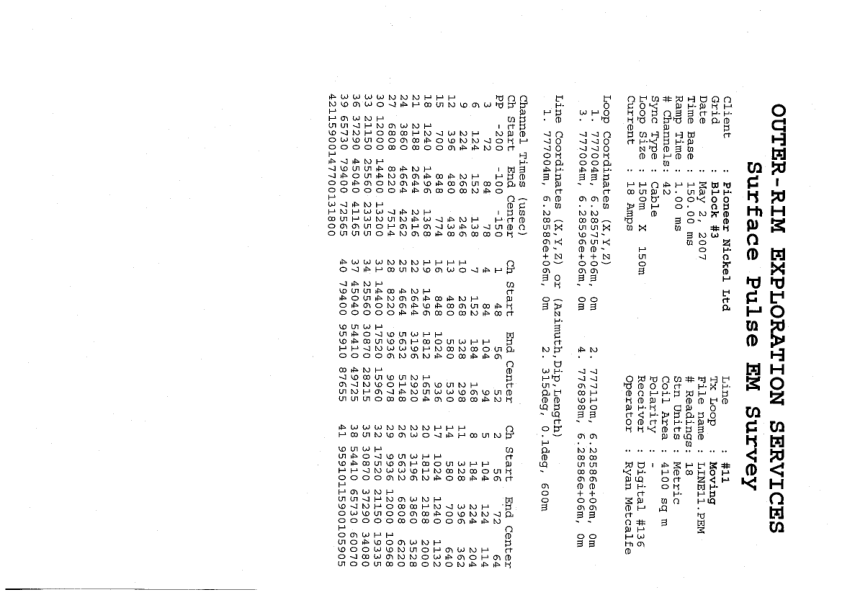 OUTER-RIM EXPLORATION SERVICES
Surface Pulse EM Survey
Client : Pioneer Nickel Ltd Line : #11
Grid : Block #3 Tx Loop : Moving
Date : May 2, 2007 File name : LINE11.PEM
Time Base : 150.00 ms # Readings: 18
Ramp Time : 1.00 ms Stn Units : Metric
# Channels: 42 Coil Area : 4100 sq m
Sync Type : Cable Polarity : -
Loop Size : 150m X 150m Receiver : Digital #136
Current : 18 Amps Operator : Ryan Metcalfe
Loop Coordinates (X,Y,Z)
1. 777004m, 6.28575e+06m, 0m 2. 777110m, 6.28586e+06m, 0m
3. 777004m, 6.28596e+06m, 0m 4. 776898m, 6.28586e+06m, 0m
Line Coordinates (X,Y,Z) or (Azimuth,Dip,Length)
1. 777004m, 6.28586e+06m, 0m 2. 315deg, 0.1deg, 600m
Channel Times (usec)
Ch Start End Center Ch Start End Center Ch Start End Center
PP -200 -100 -150 1 48 56 52 2 56 72 64
3 72 84 78 4 84 104 94 5 104 124 114
6 124 152 138 7 152 184 168 8 184 224 204
9 224 268 246 10 268 328 298 11 328 396 362
12 396 480 438 13 480 580 530 14 580 700 640
15 700 848 774 16 848 1024 936 17 1024 1240 1132
18 1240 1496 1368 19 1496 1812 1654 20 1812 2188 2000
21 2188 2644 2416 22 2644 3196 2920 23 3196 3860 3528
24 3860 4664 4262 25 4664 5632 5148 26 5632 6808 6220
27 6808 8220 7514 28 8220 9936 9078 29 9936 12000 10968
30 12000 14400 13200 31 14400 17520 15960 32 17520 21150 19335
33 21150 25560 23355 34 25560 30870 28215 35 30870 37290 34080
36 37290 45040 41165 37 45040 54410 49725 38 54410 65730 60070
39 65730 79400 72565 40 79400 95910 87655 41 95910115900105905
42115900147700131800